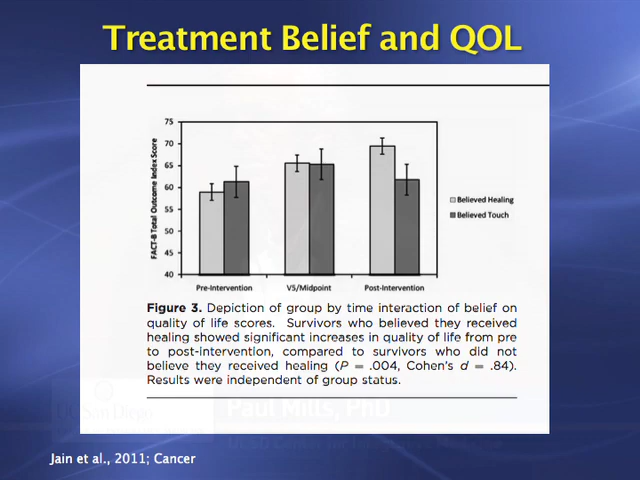 Treatment Belief and QOL
FACT-B Total Outcome Index Score
75
70
65
60
55
50
45
40
Pre-Intervention
V5/Midpoint
Post-Intervention
Believed Healing
Believed Touch
Figure 3. Depiction of group by time interaction of belief on
quality of life scores. Survivors who believed they received
healing showed significant increases in quality of life from pre
to post-intervention, compared to survivors who did not
believe they received healing (P = .004, Cohen's d = .84).
Results were independent of group status.
UC San Diego
Paul Mills, PhD
Jain et al., 2011; Cancer